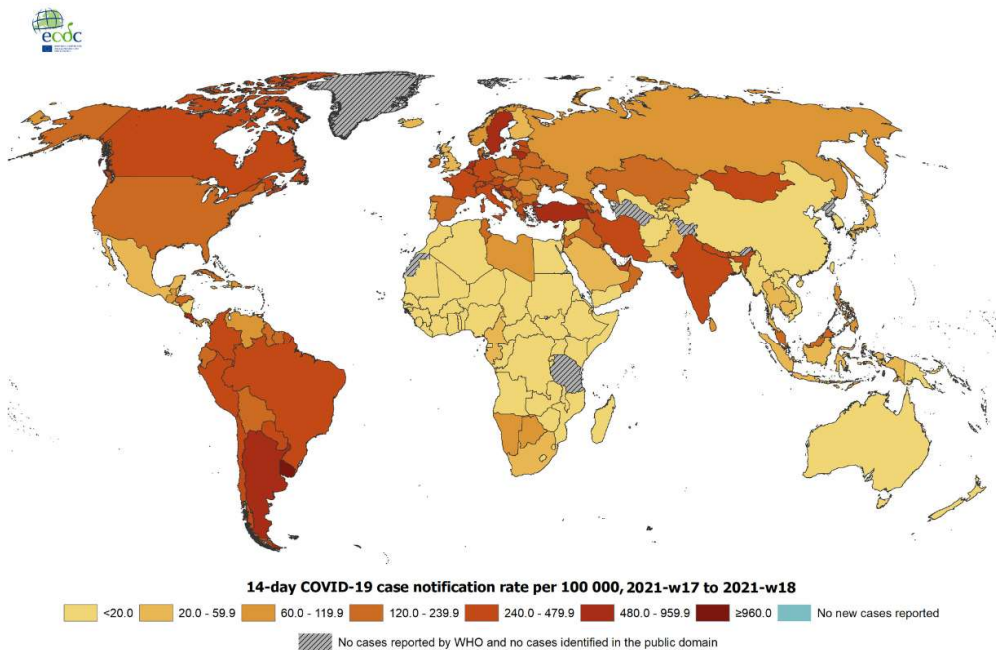 ecdc
14-day COVID-19 case notification rate per 100 000, 2021-w17 to 2021-w18
<20.0 20.0 - 59.9 60.0 - 119.9 120.0 - 239.9 240.0 - 479.9 480.0 - 959.9 ≥960.0 No new cases reported
No cases reported by WHO and no cases identified in the public domain